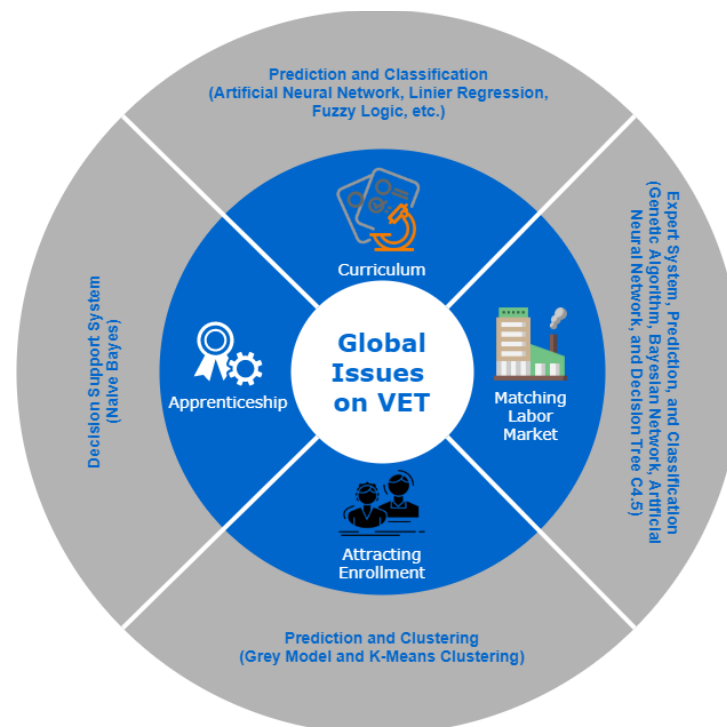 Prediction and Classification
(Artificial Neural Network, Linier Regression,
Fuzzy Logic, etc.)
Curriculum
Global
Issues
on VET
Apprenticeship
Matching
Labor
Market
Attracting
Enrollment
Decision Support System
(Naive Bayes)
Expert System, Prediction, and Classification
(Genetic Algorithm, Bayesian Network, Artificial
Neural Network, and Decision Tree C4.5)
Prediction and Clustering
(Grey Model and K-Means Clustering)